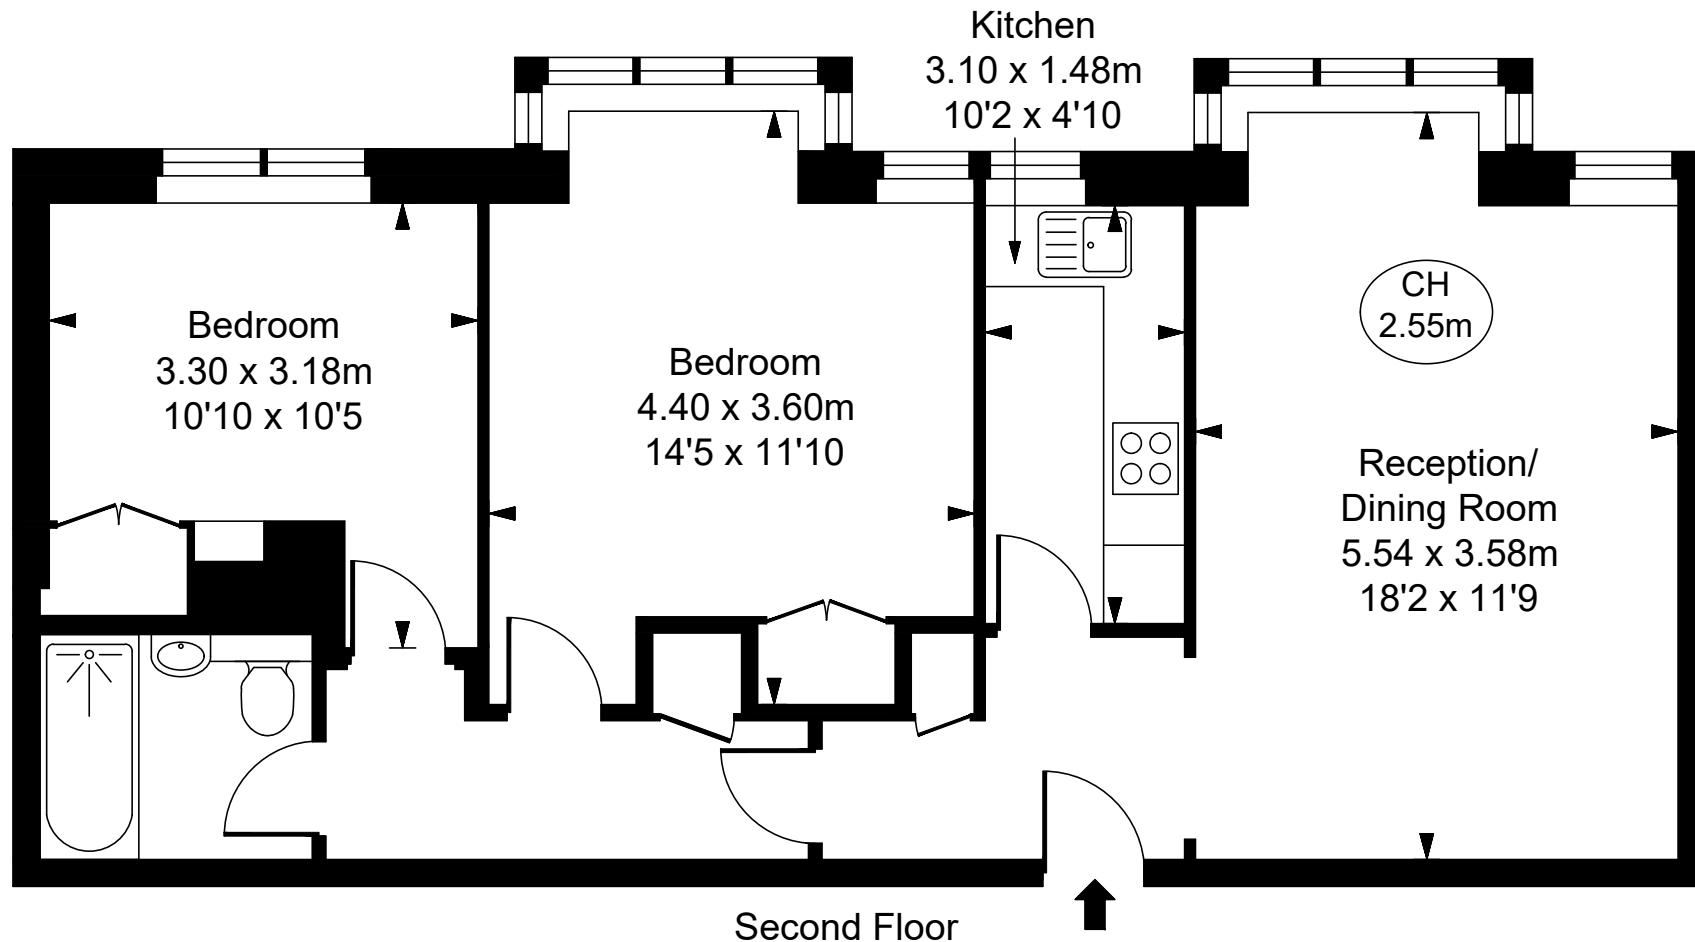 Kitchen
3.10 x 1.48m
10'2 x 4'10
Bedroom
3.30 x 3.18m
10'10 x 10'5
Bedroom
4.40 x 3.60m
14'5 x 11'10
CH
2.55m
Reception/
Dining Room
5.54 x 3.58m
18'2 x 11'9
Second Floor